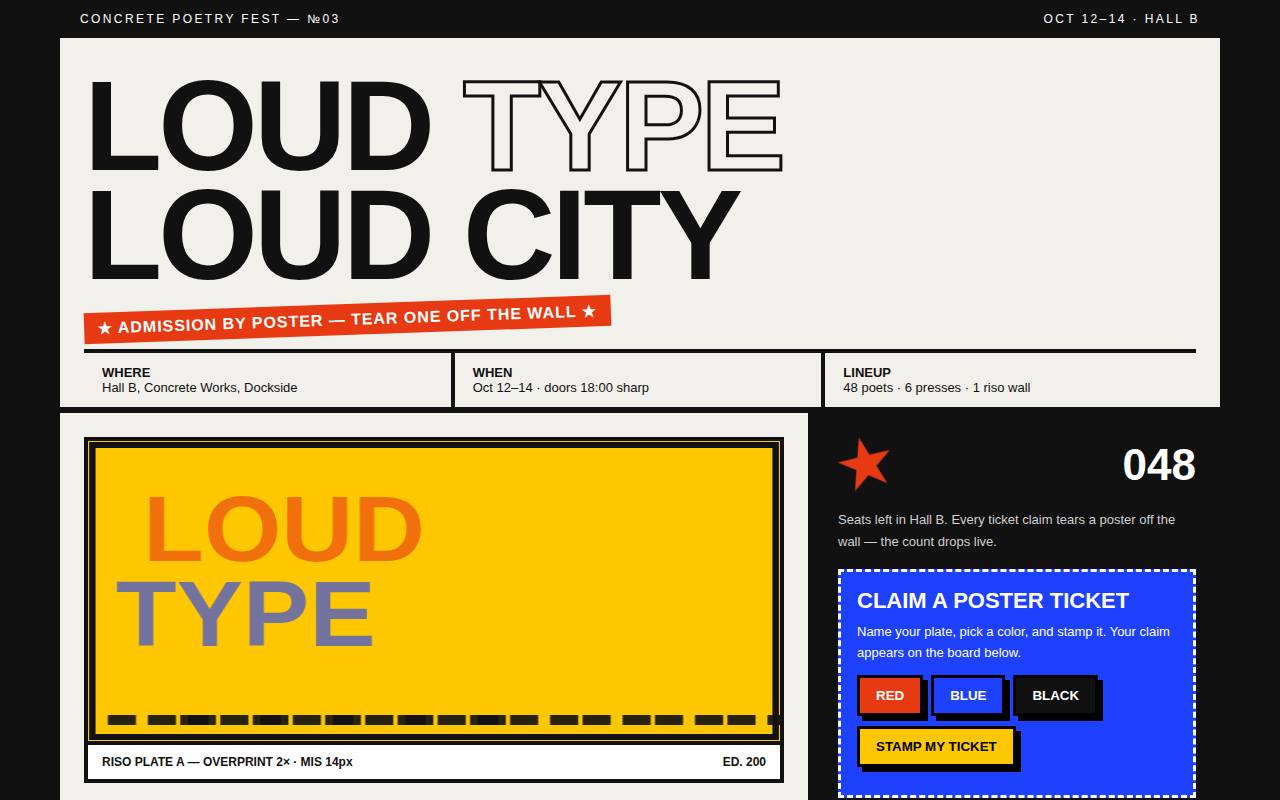 CONCRETE POETRY FEST — №03
OCT 12–14 · HALL B
LOUD TYPE
LOUD CITY
★ ADMISSION BY POSTER — TEAR ONE OFF THE WALL ★
WHERE
Hall B, Concrete Works, Dockside
WHEN
Oct 12–14 · doors 18:00 sharp
LINEUP
48 poets · 6 presses · 1 riso wall
LOUD
TYPE
RISO PLATE A — OVERPRINT 2× · MIS 14px
ED. 200
048
Seats left in Hall B. Every ticket claim tears a poster off the
wall — the count drops live.
CLAIM A POSTER TICKET
Name your plate, pick a color, and stamp it. Your claim
appears on the board below.
RED
BLUE
BLACK
STAMP MY TICKET